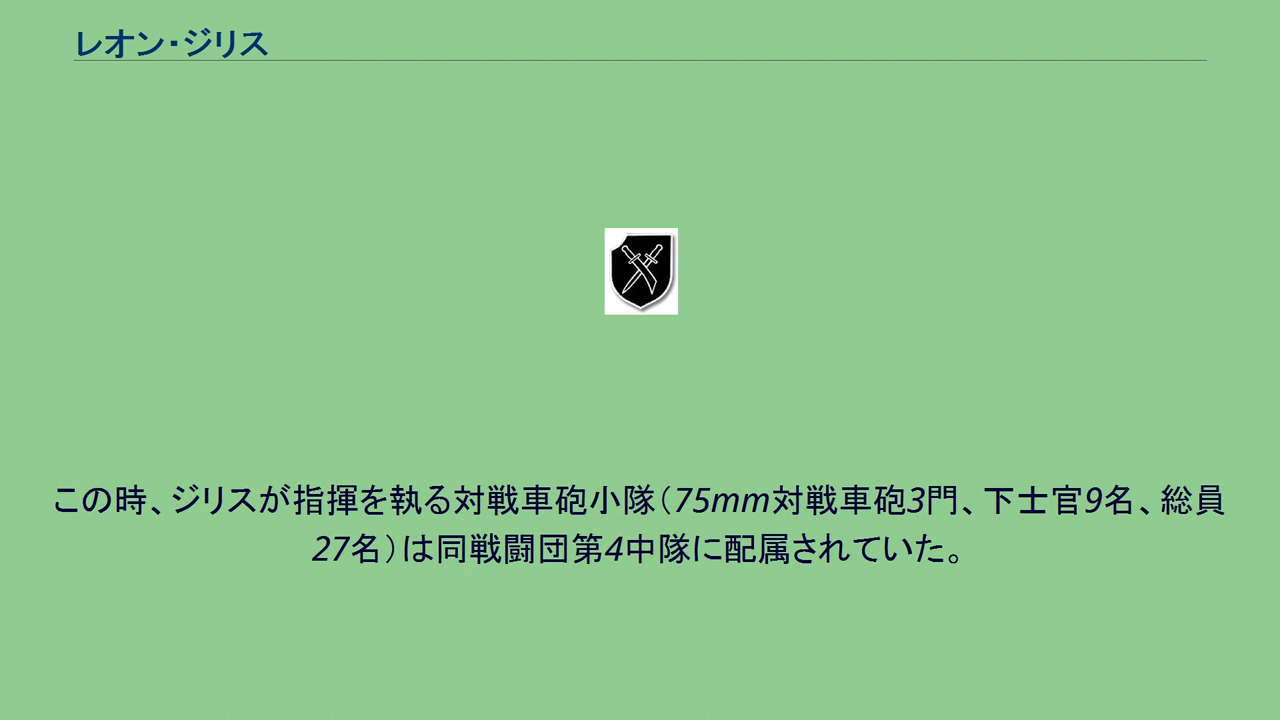 レオン・ジリス
この時、ジリスが指揮を執る対戦車砲小隊（75mm対戦車砲3門、下士官9名、総員
27名）は同戦闘団第4中隊に配属されていた。